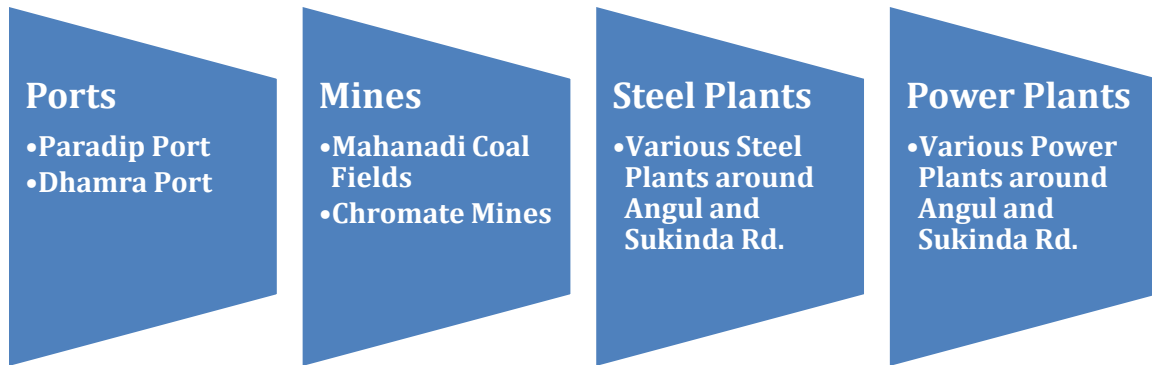 Ports
•Paradip Port
•Dhamra Port
Mines
•Mahanadi Coal
Fields
•Chromate Mines
Steel Plants
•Various Steel
Plants around
Angul and
Sukinda Rd.
Power Plants
•Various Power
Plants around
Angul and
Sukinda Rd.